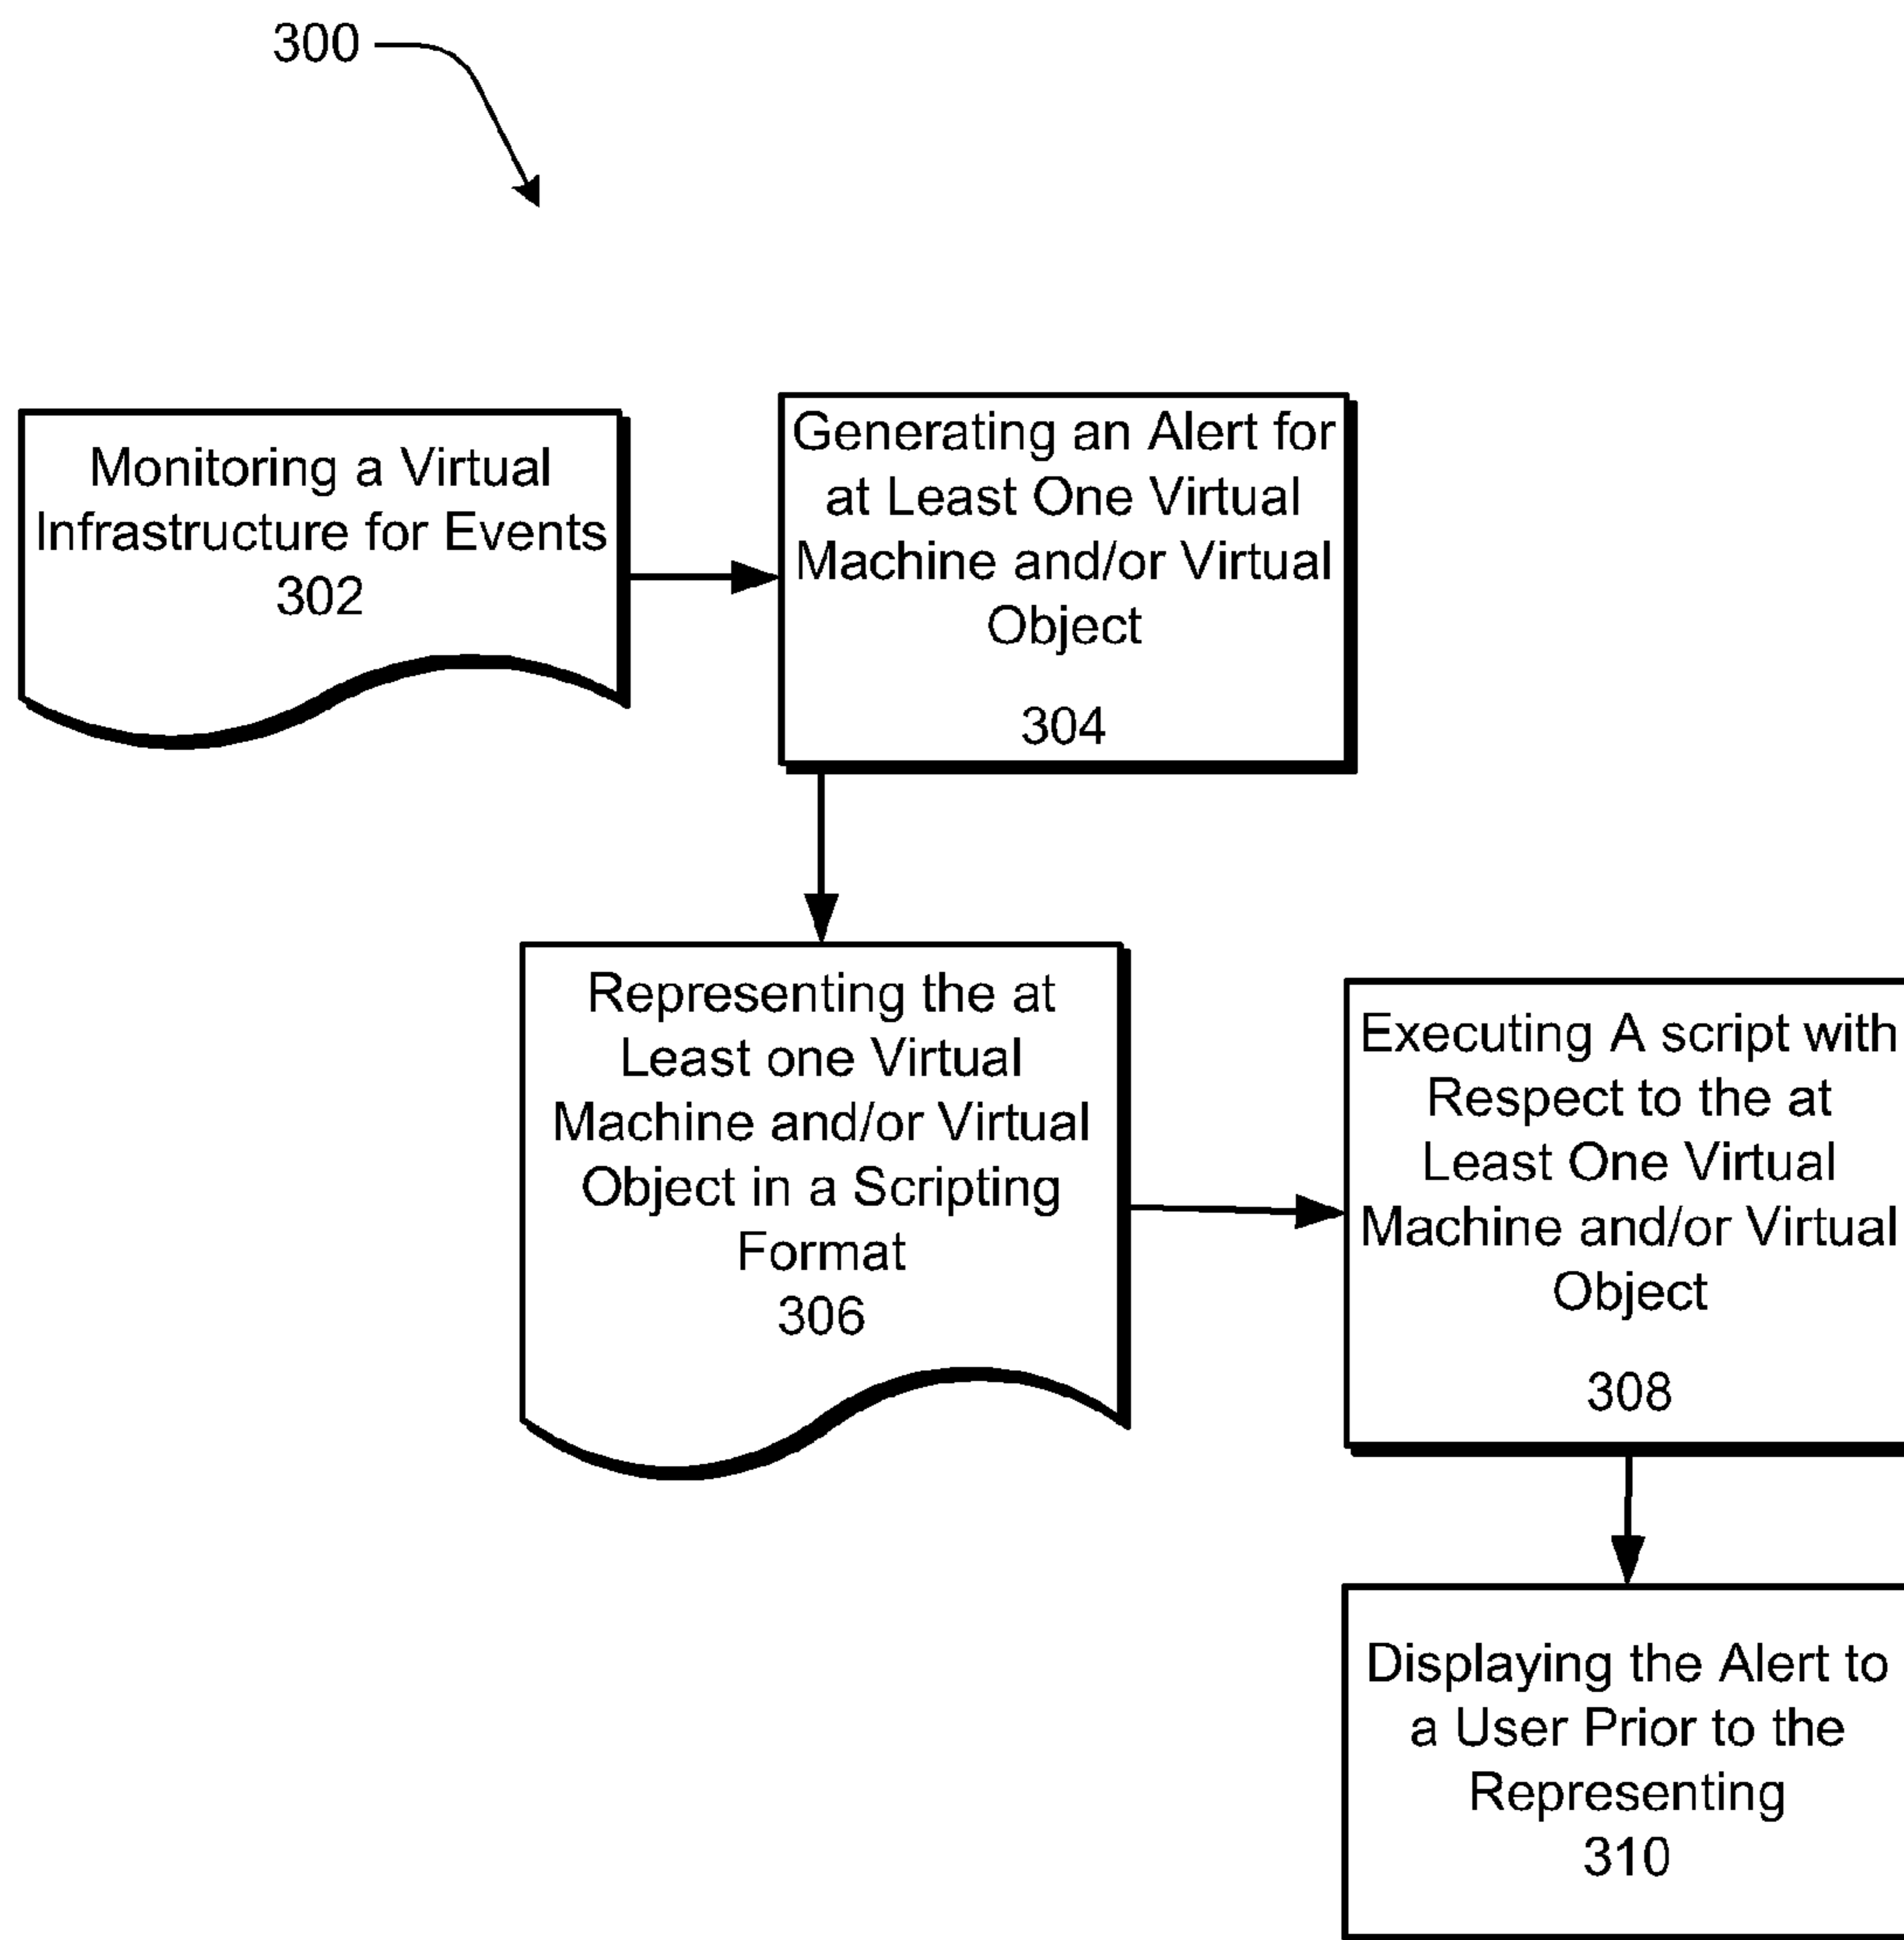 300
Monitoring a Virtual
Infrastructure for Events
302
Generating an Alert for
at Least One Virtual
Machine and/or Virtual
Object
304
Representing the at
Least one Virtual
Machine and/or Virtual
Object in a Scripting
Format
306
Executing A script with
Respect to the at
Least One Virtual
Machine and/or Virtual
Object
308
Displaying the Alert to
a User Prior to the
Representing
310